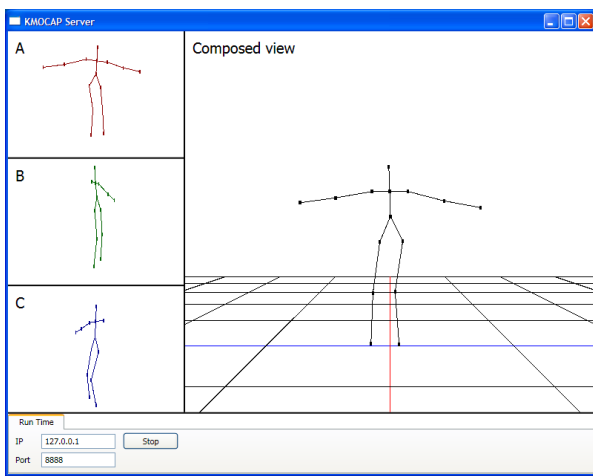 KMOCAP Server
A
Composed view
B
C
Run Time
IP 127.0.0.1 Stop
Port 8888